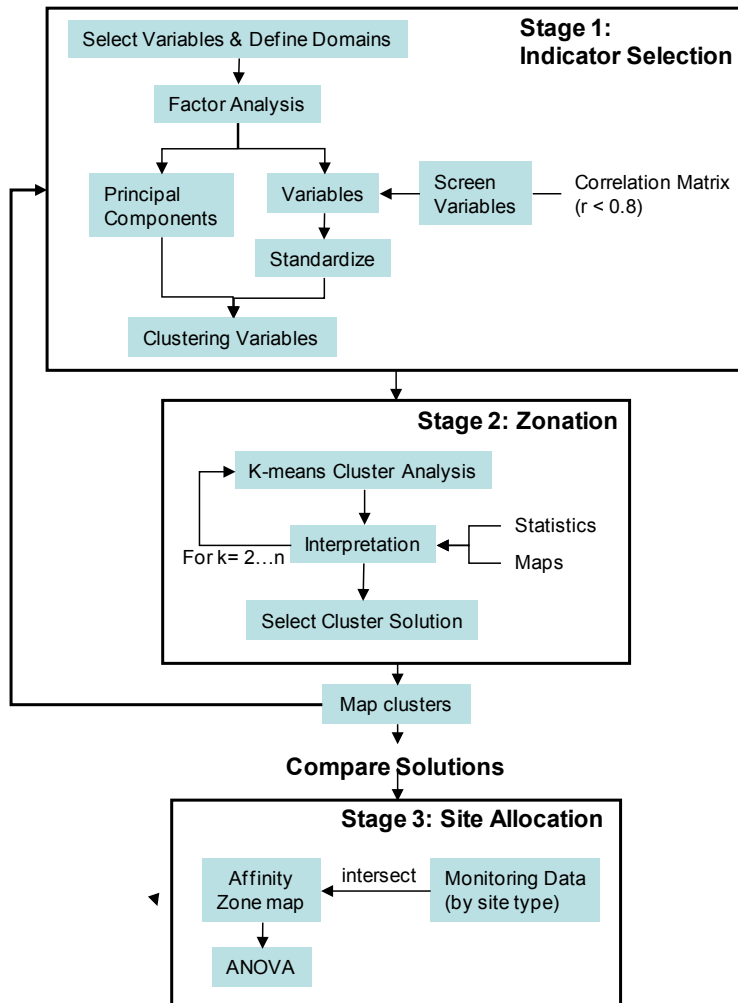 Stage 1:
Indicator Selection
Select Variables & Define Domains
Factor Analysis
Principal
Components
Variables
Screen
Variables
Correlation Matrix
(r < 0.8)
Standardize
Clustering Variables
Stage 2: Zonation
K-means Cluster Analysis
Interpretation
Statistics
Maps
For k= 2...n
Select Cluster Solution
Map clusters
Compare Solutions
Stage 3: Site Allocation
Affinity
Zone map
intersect
Monitoring Data
(by site type)
ANOVA